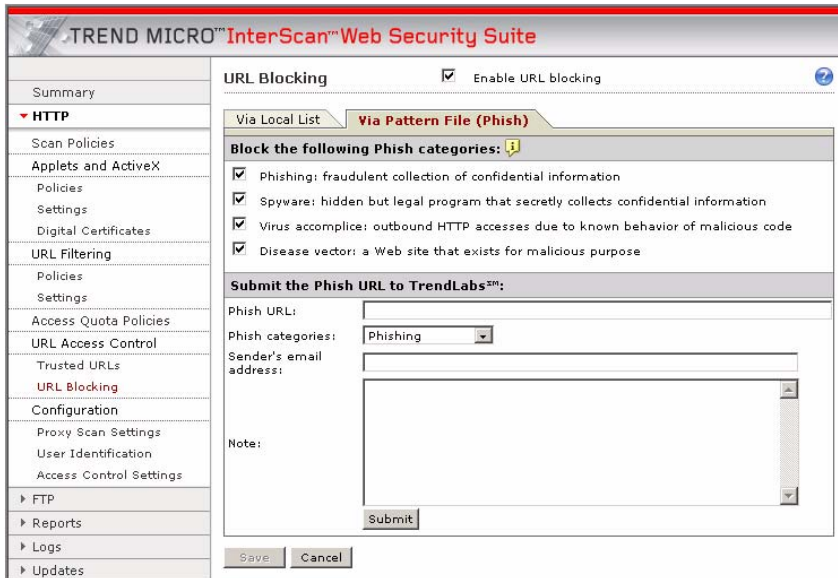 TREND MICRO™ InterScan™ Web Security Suite
Summary
HTTP
Scan Policies
Applets and ActiveX
Policies
Settings
Digital Certificates
URL Filtering
Policies
Settings
Access Quota Policies
URL Access Control
Trusted URLs
URL Blocking
Configuration
Proxy Scan Settings
User Identification
Access Control Settings
FTP
Reports
Logs
Updates
URL Blocking
Enable URL blocking
?
Via Local List
Via Pattern File (Phish)
Block the following Phish categories:
Phishing: fraudulent collection of confidential information
Spyware: hidden but legal program that secretly collects confidential information
Virus accomplice: outbound HTTP accesses due to known behavior of malicious code
Disease vector: a Web site that exists for malicious purpose
Submit the Phish URL to TrendLabs℠:
Phish URL:
Phish categories:
Phishing
Sender's email
address:
Note:
Submit
Save
Cancel